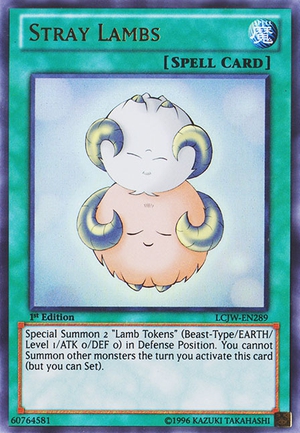 STRAY LAMBS
[SPELL CARD]
1st Edition
LCJW-EN289
Special Summon 2 "Lamb Tokens" (Beast-Type/EARTH/
Level 1/ATK 0/DEF 0) in Defense Position. You cannot
Summon other monsters the turn you activate this card
(but you can Set).
60764581
©1996 KAZUKI TAKAHASHI